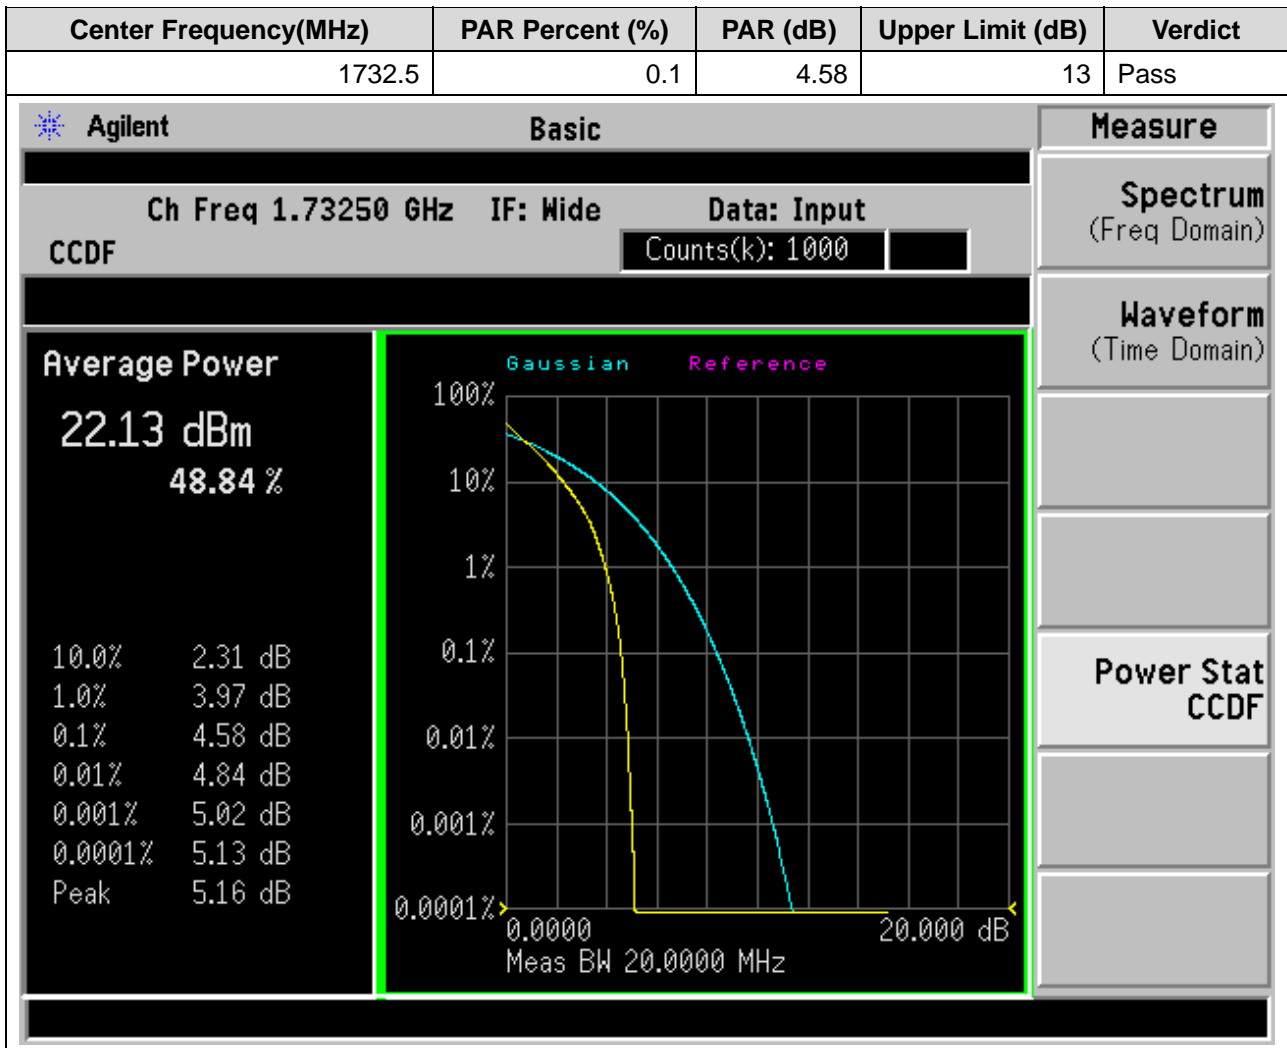 Center Frequency(MHz) PAR Percent (%) PAR (dB) Upper Limit (dB) Verdict
1732.5 0.1 4.58 13 Pass
Agilent Basic Measure
Ch Freq 1.73250 GHz IF: Wide Data: Input
CCDF Counts(k): 1000
Spectrum
(Freq Domain)
Waveform
(Time Domain)
Power Stat
CCDF
Average Power
22.13 dBm
48.84 %
10.0% 2.31 dB
1.0% 3.97 dB
0.1% 4.58 dB
0.01% 4.84 dB
0.001% 5.02 dB
0.0001% 5.13 dB
Peak 5.16 dB
Gaussian Reference
100%
10%
1%
0.1%
0.01%
0.001%
0.0001%
0.0000 20.000 dB
Meas BW 20.0000 MHz